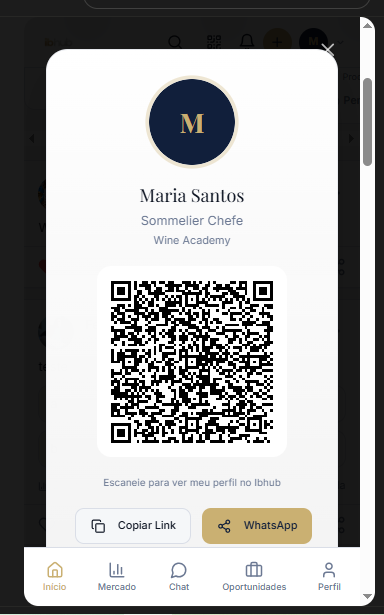 M
Maria Santos
Sommelier Chefe
Wine Academy
Escaneie para ver meu perfil no Ibhub
Copiar Link
WhatsApp
Início
Mercado
Chat
Oportunidades
Perfil